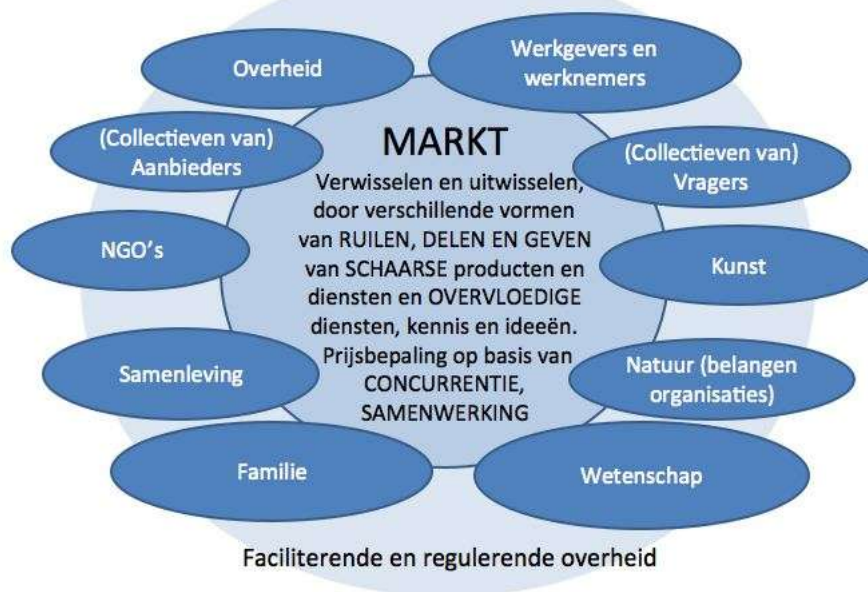 Overheid
Werkgevers en
werknemers
(Collectieven van)
Aanbieders
(Collectieven van)
Vragers
NGO's
Kunst
Samenleving
Natuur (belangen
organisaties)
Familie
Wetenschap
MARKT
Verwisselen en uitwisselen,
door verschillende vormen
van RUILEN, DELEN EN GEVEN
van SCHAARSE producten en
diensten en OVERVLOEDIGE
diensten, kennis en ideeën.
Prijsbepaling op basis van
CONCURRENTIE,
SAMENWERKING
Faciliterende en regulerende overheid